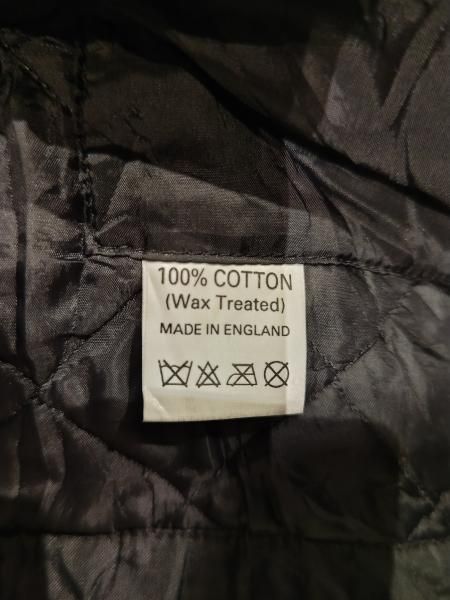 100% COTTON
(Wax Treated)
MADE IN ENGLAND